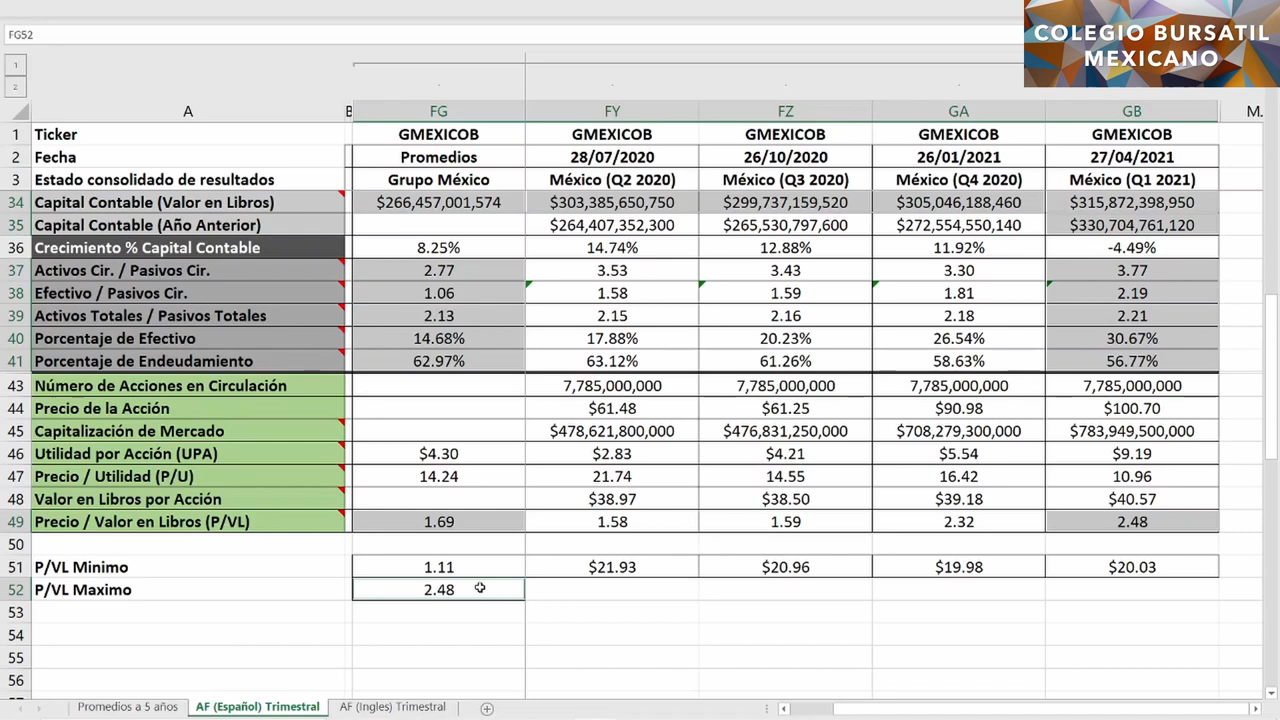 FG52
COLEGIO BURSATIL
MEXICANO
1
2
A B FG FY FZ GA GB M.
1 Ticker GMEXICOB GMEXICOB GMEXICOB GMEXICOB GMEXICOB
2 Fecha Promedios 28/07/2020 26/10/2020 26/01/2021 27/04/2021
3 Estado consolidado de resultados Grupo México México (Q2 2020) México (Q3 2020) México (Q4 2020) México (Q1 2021)
34 Capital Contable (Valor en Libros) $266,457,001,574 $303,385,650,750 $299,737,159,520 $305,046,188,460 $315,872,398,950
35 Capital Contable (Año Anterior) $264,407,352,300 $265,530,797,600 $272,554,550,140 $330,704,761,120
36 Crecimiento % Capital Contable 8.25% 14.74% 12.88% 11.92% -4.49%
37 Activos Cir. / Pasivos Cir. 2.77 3.53 3.43 3.30 3.77
38 Efectivo / Pasivos Cir. 1.06 1.58 1.59 1.81 2.19
39 Activos Totales / Pasivos Totales 2.13 2.15 2.16 2.18 2.21
40 Porcentaje de Efectivo 14.68% 17.88% 20.23% 26.54% 30.67%
41 Porcentaje de Endeudamiento 62.97% 63.12% 61.26% 58.63% 56.77%
43 Número de Acciones en Circulación 7,785,000,000 7,785,000,000 7,785,000,000 7,785,000,000
44 Precio de la Acción $61.48 $61.25 $90.98 $100.70
45 Capitalización de Mercado $478,621,800,000 $476,831,250,000 $708,279,300,000 $783,949,500,000
46 Utilidad por Acción (UPA) $4.30 $2.83 $4.21 $5.54 $9.19
47 Precio / Utilidad (P/U) 14.24 21.74 14.55 16.42 10.96
48 Valor en Libros por Acción $38.97 $38.50 $39.18 $40.57
49 Precio / Valor en Libros (P/VL) 1.69 1.58 1.59 2.32 2.48
50
51 P/VL Minimo 1.11 $21.93 $20.96 $19.98 $20.03
52 P/VL Maximo 2.48
53
54
55
56
Promedios a 5 años AF (Español) Trimestral AF (Ingles) Trimestral